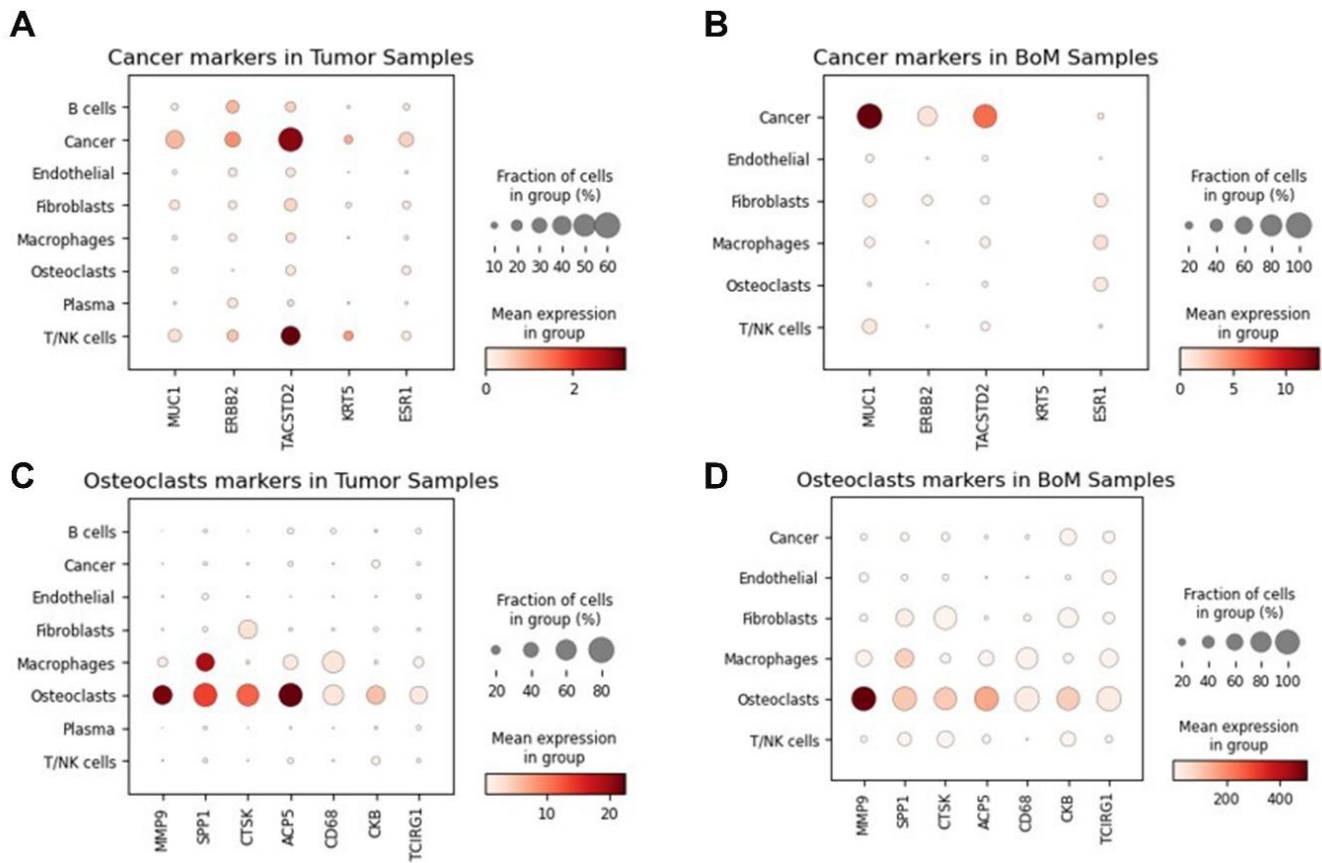 A
Cancer markers in Tumor Samples
B cells
Cancer
Endothelial
Fibroblasts
Macrophages
Osteoclasts
Plasma
T/NK cells
MUC1
ERBB2
TACSTD2
KRT5
ESR1
Fraction of cells
in group (%)
10 20 30 40 50 60
Mean expression
in group
0 2
B
Cancer markers in BoM Samples
Cancer
Endothelial
Fibroblasts
Macrophages
Osteoclasts
T/NK cells
MUC1
ERBB2
TACSTD2
KRT5
ESR1
Fraction of cells
in group (%)
20 40 60 80 100
Mean expression
in group
0 5 10
C
Osteoclasts markers in Tumor Samples
B cells
Cancer
Endothelial
Fibroblasts
Macrophages
Osteoclasts
Plasma
T/NK cells
MMP9
SPP1
CTSK
ACP5
CD68
CKB
TCIRG1
Fraction of cells
in group (%)
20 40 60 80
Mean expression
in group
10 20
D
Osteoclasts markers in BoM Samples
Cancer
Endothelial
Fibroblasts
Macrophages
Osteoclasts
T/NK cells
MMP9
SPP1
CTSK
ACP5
CD68
CKB
TCIRG1
Fraction of cells
in group (%)
20 40 60 80 100
Mean expression
in group
200 400